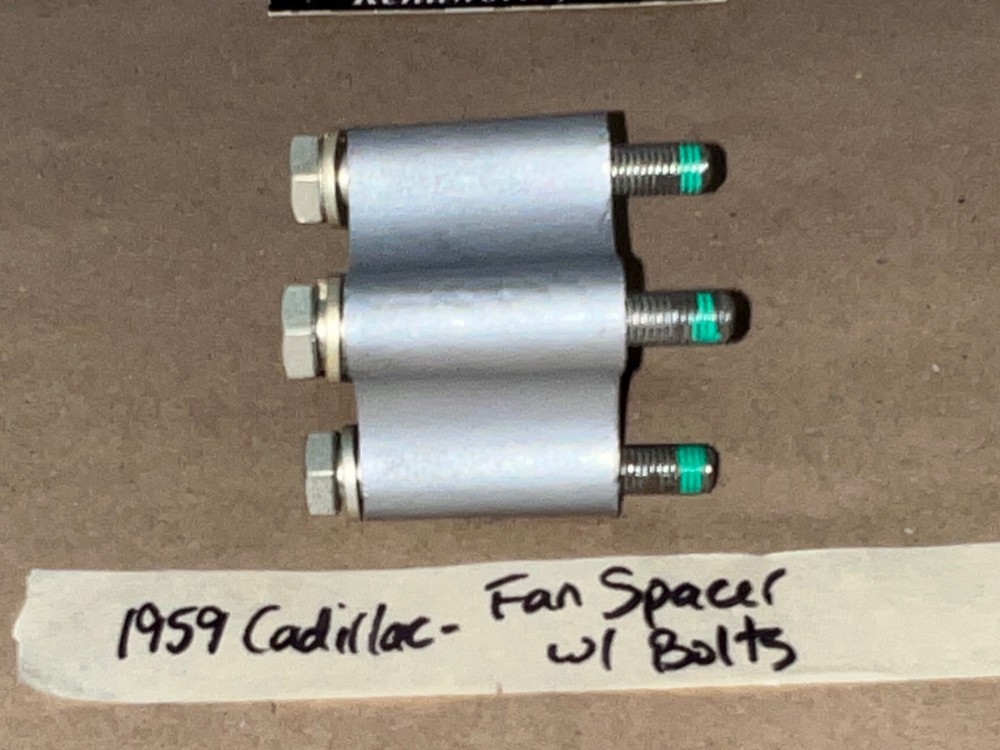 1959 Cadillac- Fan Spacer
w/ Bolts